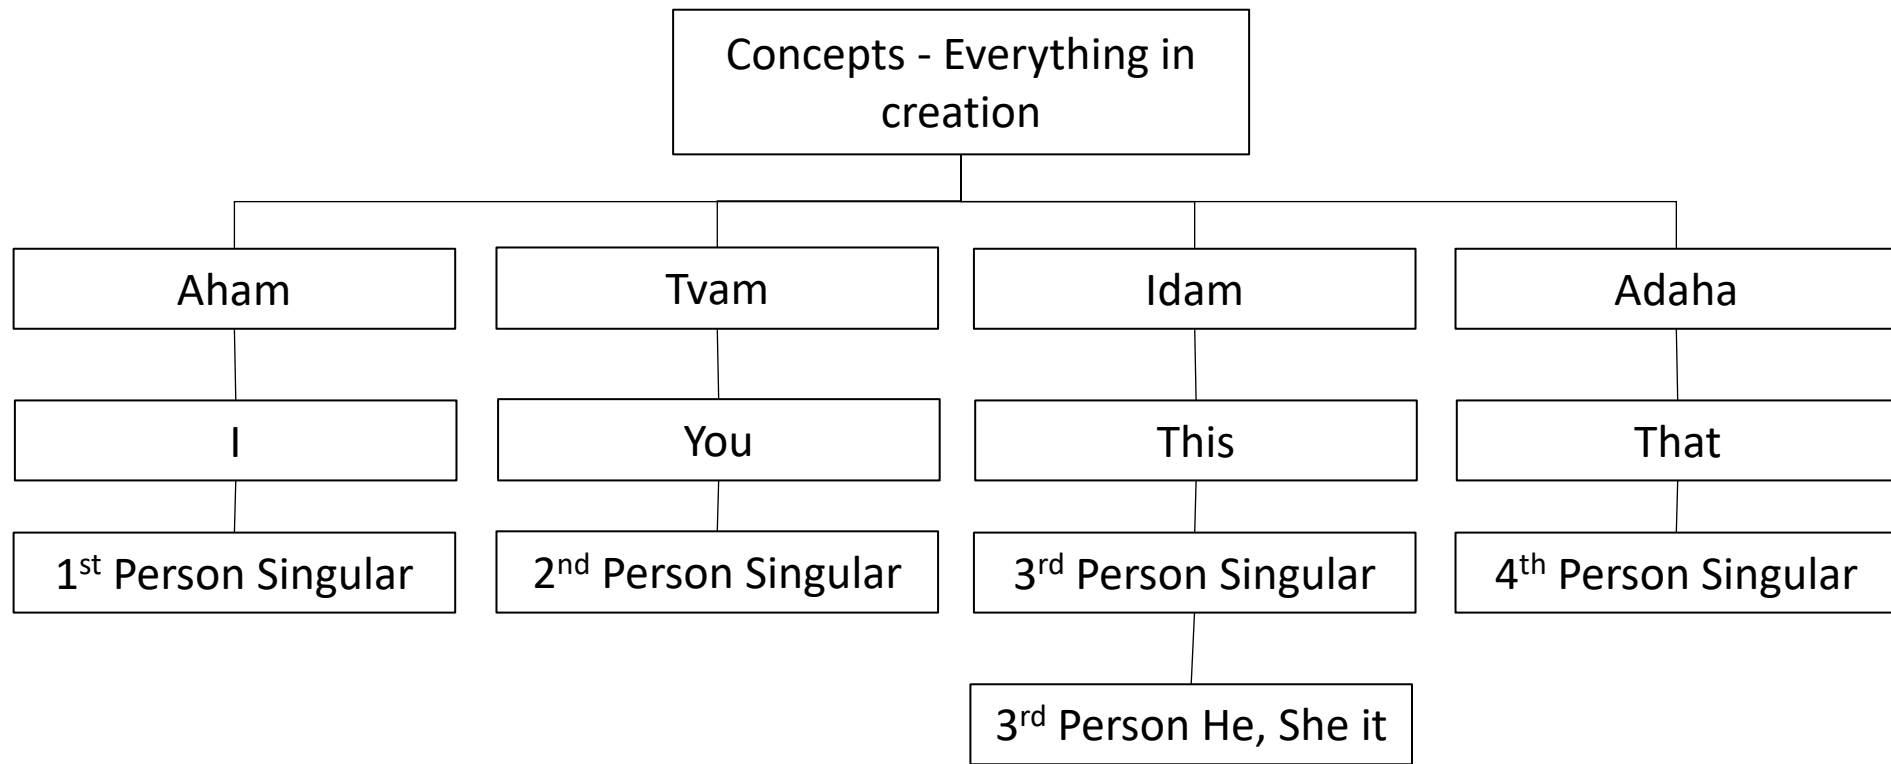 Concepts - Everything in
creation
Aham
Tvam
Idam
Adaha
I
You
This
That
1st Person Singular
2nd Person Singular
3rd Person Singular
4th Person Singular
3rd Person He, She it